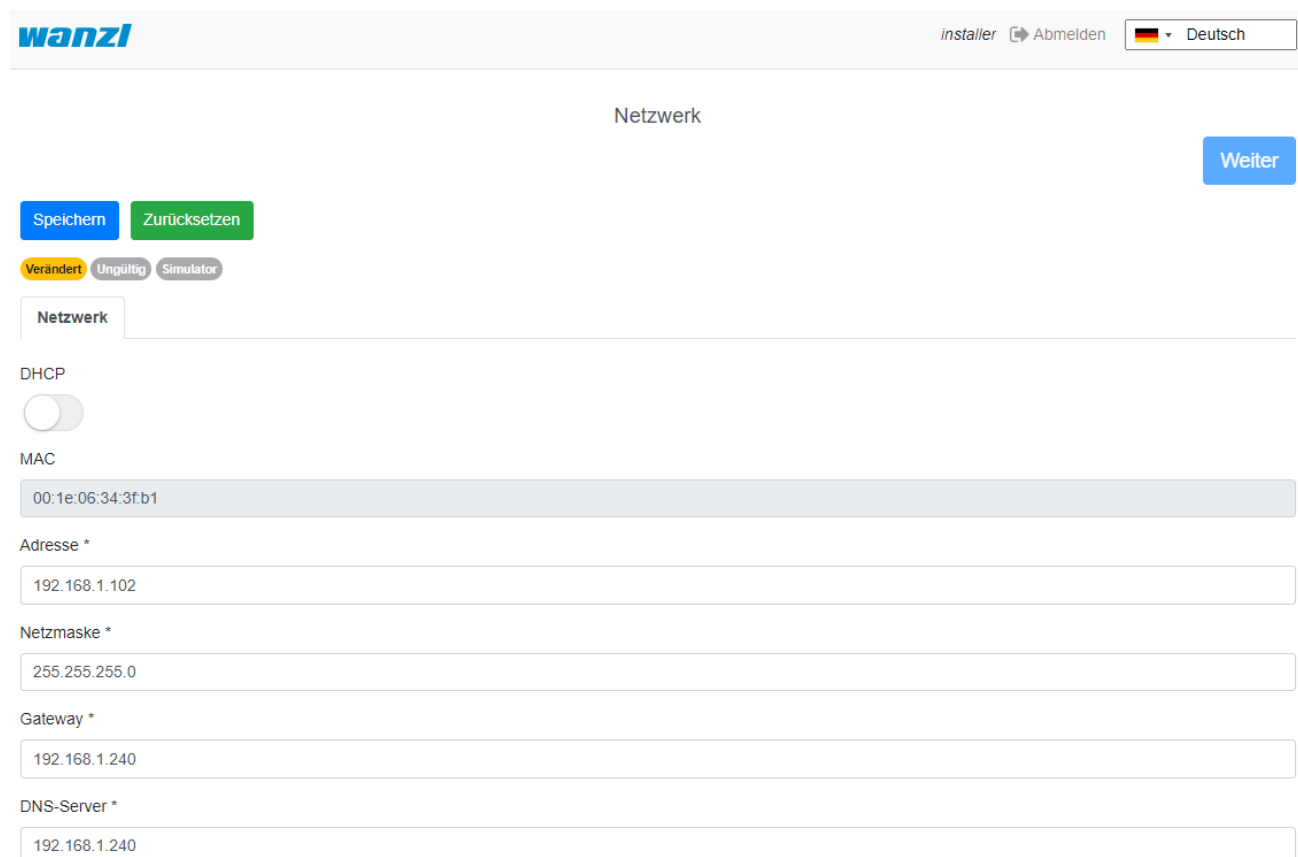 wanzl
installer Abmelden Deutsch
Netzwerk
Weiter
Speichern Zurücksetzen
Verändert Ungültig Simulator
Netzwerk
DHCP
MAC
00:1e:06:34:3f:b1
Adresse *
192.168.1.102
Netzmaske *
255.255.255.0
Gateway *
192.168.1.240
DNS-Server *
192.168.1.240